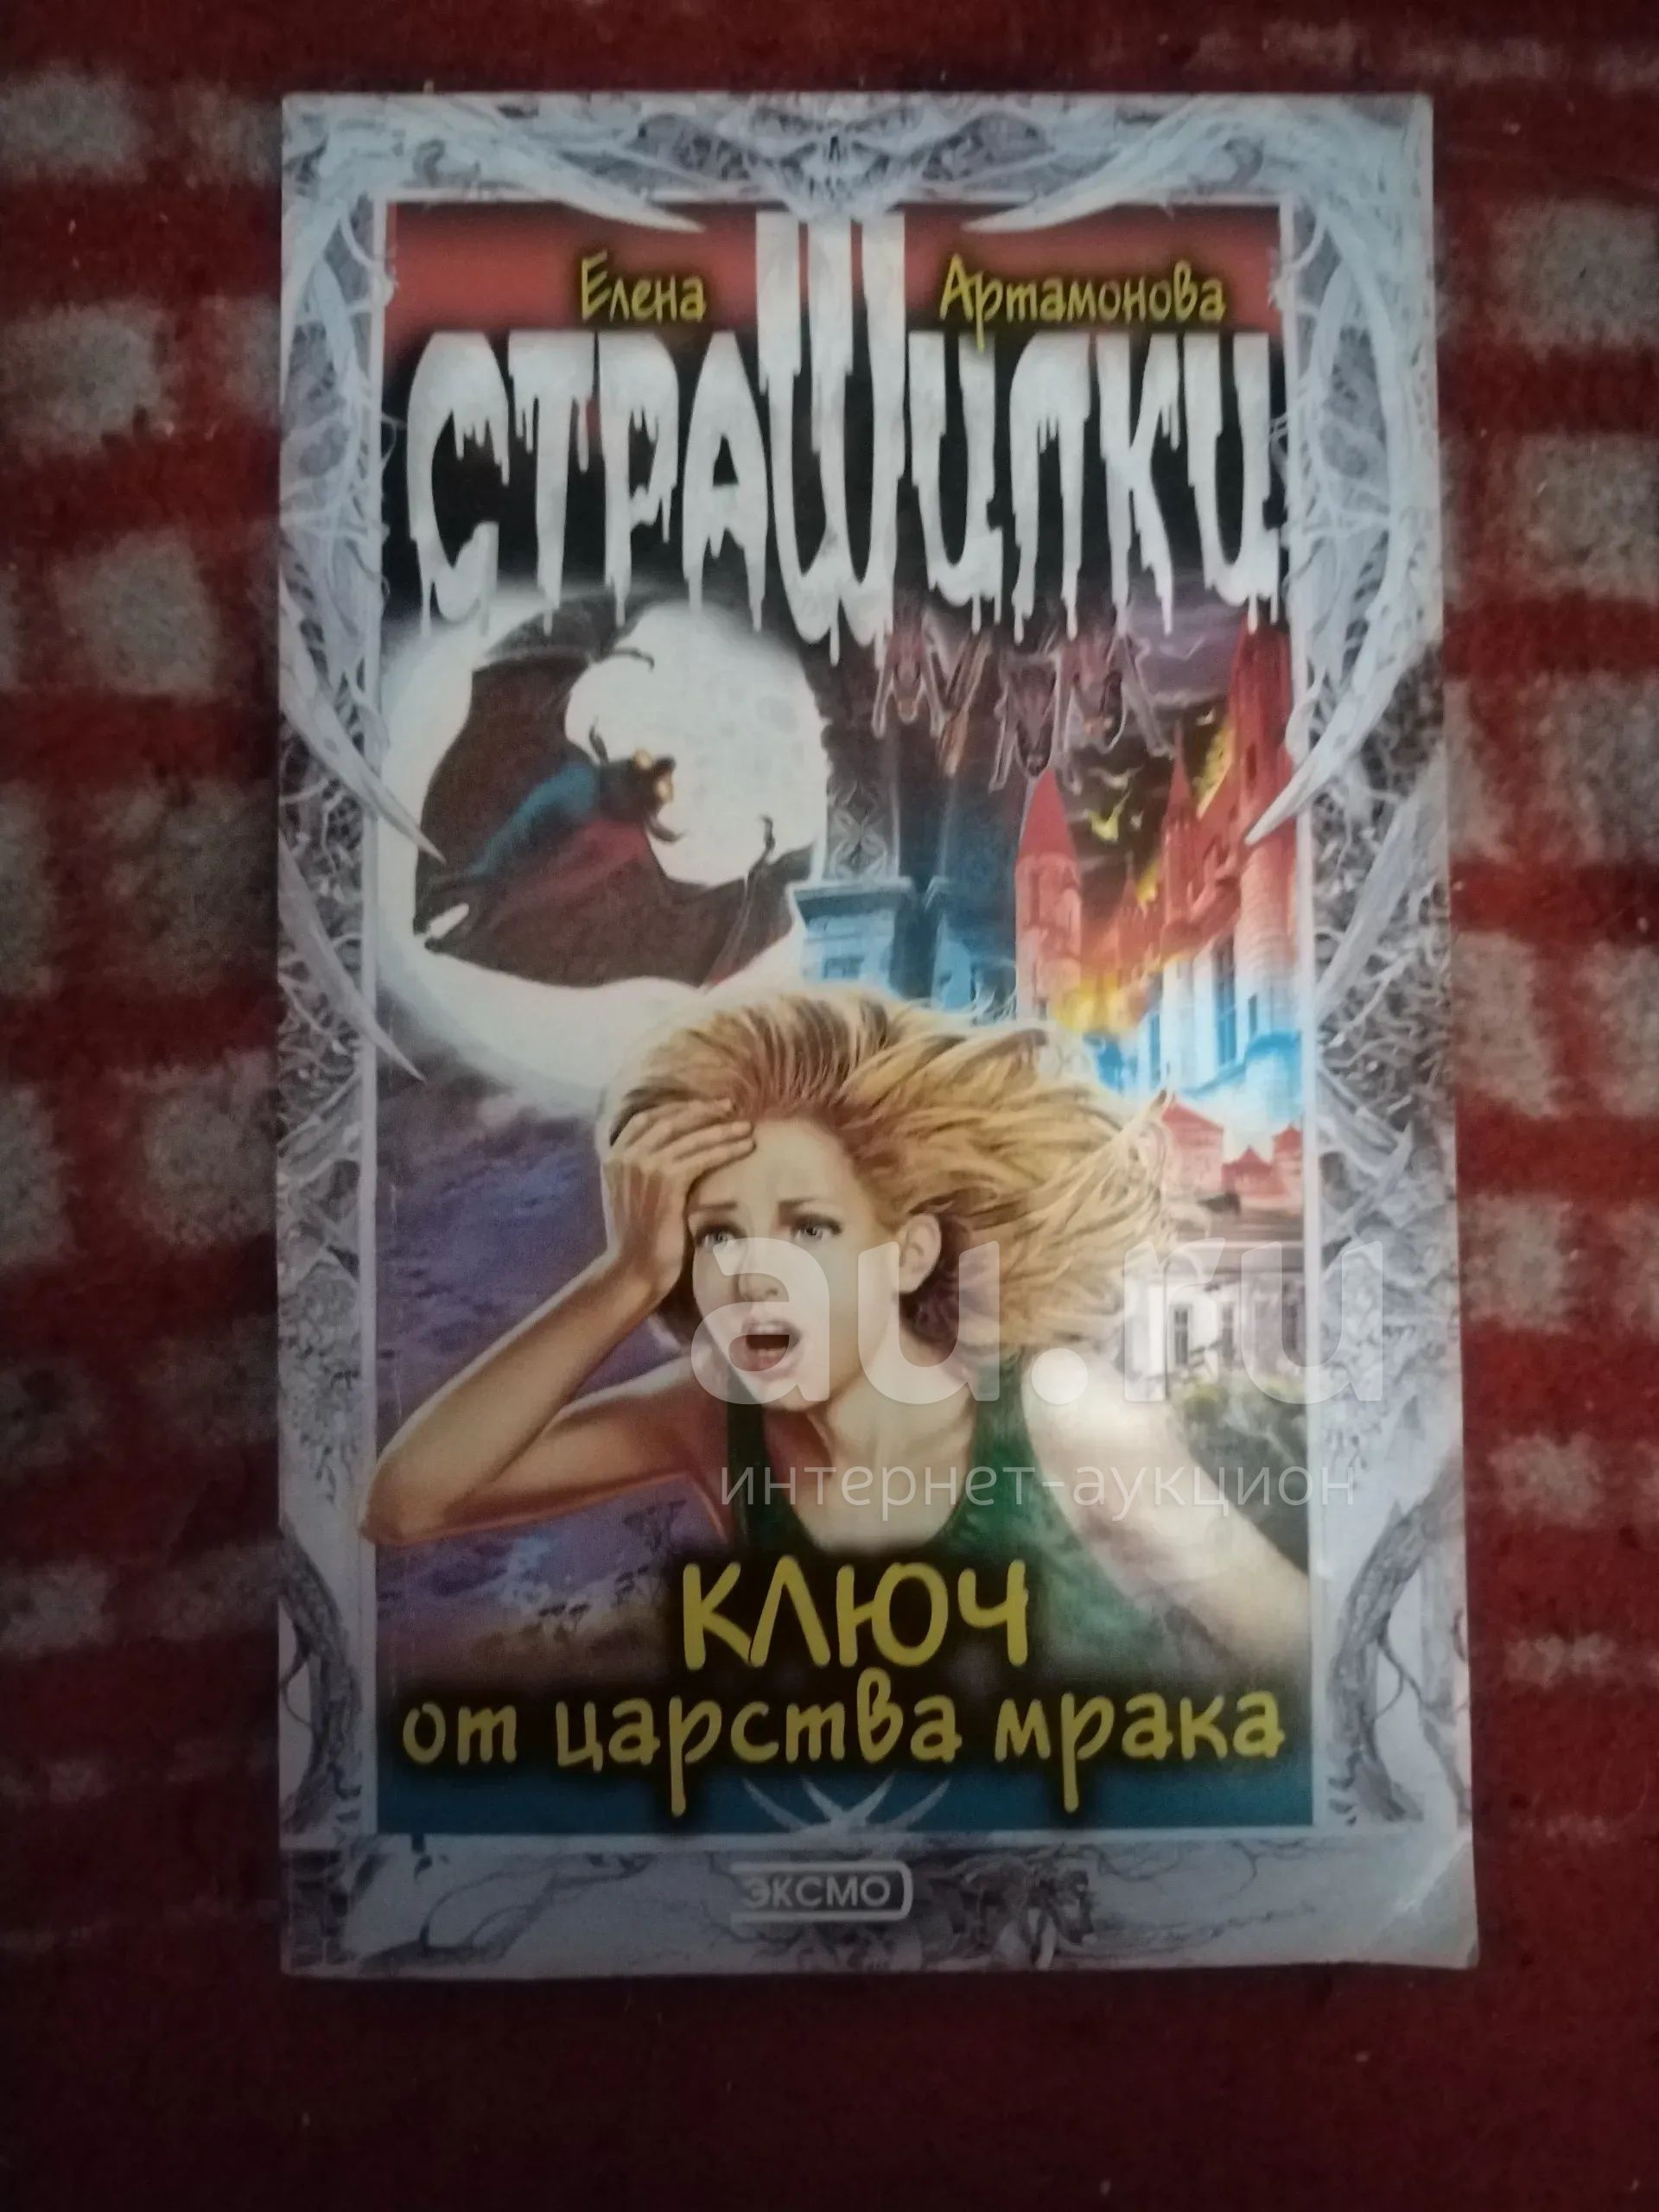 Елена Артамонова
СТРАШИЛКИ
au.ru
интернет-аукцион
Ключ
от царства мрака
ЭКСМО